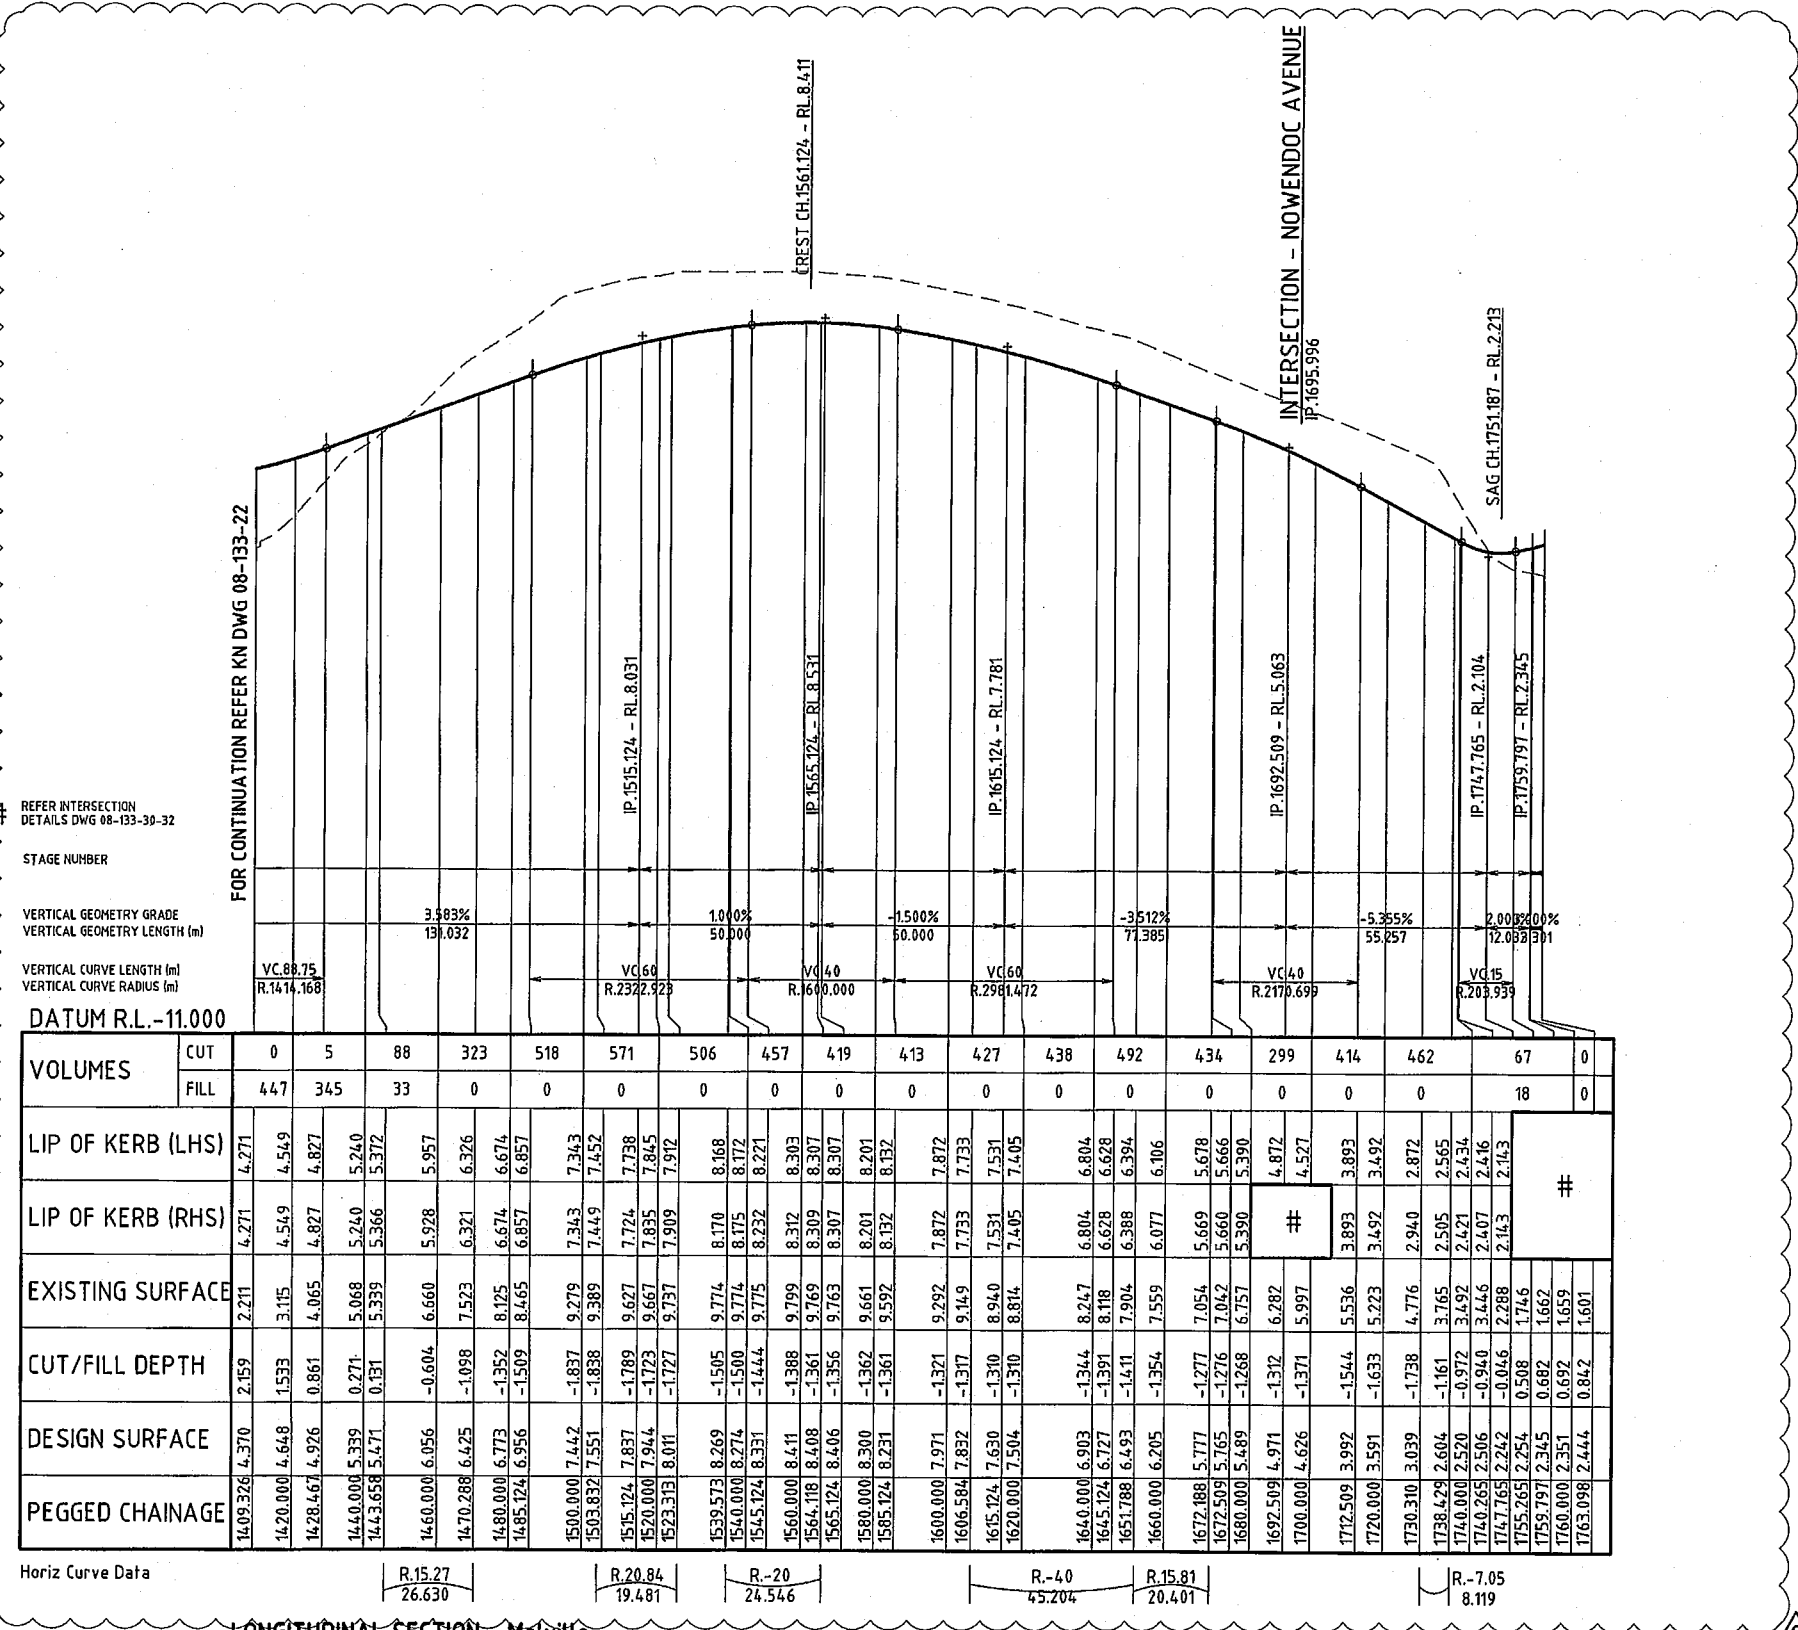 CREST CH.1561.124 - RL.8.411
INTERSECTION - NOWENDOC AVENUE
IP.1695.996
SAG CH.1751.187 - RL.2.213
FOR CONTINUATION REFER KN DWG 08-133-22
IP.1515.124 - RL.8.031
IP.1565.124 - RL.8.531
IP.1615.124 - RL.7.781
IP.1692.509 - RL.5.063
IP.1747.765 - RL.2.104
IP.1759.797 - RL.2.345
# REFER INTERSECTION
DETAILS DWG 08-133-30-32
STAGE NUMBER
VERTICAL GEOMETRY GRADE 3.583% 1.000% -1.500% -3.512% -5.355%
VERTICAL GEOMETRY LENGTH (m) 131.032 50.000 50.000 77.385 55.257
VERTICAL CURVE LENGTH (m) VC.88.75 VC.60 VC.40 VC.60 VC.40 VC.15
VERTICAL CURVE RADIUS (m) R.1414.168 R.2322.923 R.1600.000 R.2981.472 R.2170.699 R.203.939
DATUM R.L.-11.000
VOLUMES
CUT 0 5 88 323 518 571 506 457 419 413 427 438 492 434 299 414 462 67 0
FILL 447 345 33 0 0 0 0 0 0 0 0 0 0 0 0 0 0 18 0
LIP OF KERB (LHS) 4.271 4.549 4.827 5.240 5.372 5.957 6.326 6.674 6.857 7.343 7.452 7.738 7.845 7.912 8.168 8.172 8.221 8.303 8.307 8.307 8.201 8.132 7.872 7.733 7.531 7.405 6.804 6.628 6.394 6.106 5.678 5.666 5.390 4.872 4.527 3.893 3.492 2.872 2.565 2.434 2.416 2.143 #
LIP OF KERB (RHS) 4.271 4.549 4.827 5.240 5.366 5.928 6.321 6.674 6.857 7.343 7.449 7.724 7.835 7.909 8.170 8.175 8.232 8.312 8.309 8.307 8.201 8.132 7.872 7.733 7.531 7.405 6.804 6.628 6.388 6.077 5.669 5.660 5.390 # 3.893 3.492 2.940 2.505 2.421 2.407 2.143
EXISTING SURFACE 2.211 3.115 4.065 5.068 5.339 6.660 7.523 8.125 8.465 9.279 9.389 9.627 9.667 9.737 9.774 9.774 9.775 9.799 9.769 9.763 9.661 9.592 9.292 9.149 8.940 8.814 8.247 8.118 7.904 7.559 7.054 7.042 6.757 6.282 5.997 5.536 5.223 4.776 3.765 3.492 3.446 2.288 1.746 1.662 1.659 1.601
CUT/FILL DEPTH 2.159 1.533 0.861 0.271 0.131 -0.604 -1.098 -1.352 -1.509 -1.837 -1.838 -1.789 -1.723 -1.727 -1.505 -1.500 -1.444 -1.388 -1.361 -1.356 -1.362 -1.361 -1.321 -1.317 -1.310 -1.310 -1.344 -1.391 -1.411 -1.354 -1.277 -1.276 -1.268 -1.312 -1.371 -1.544 -1.633 -1.738 -1.161 -0.972 -0.940 -0.046 0.508 0.682 0.692 0.842
DESIGN SURFACE 4.370 4.648 4.926 5.339 5.471 6.056 6.425 6.773 6.956 7.442 7.551 7.837 7.944 8.011 8.269 8.274 8.331 8.411 8.408 8.406 8.300 8.231 7.971 7.832 7.630 7.504 6.903 6.727 6.493 6.205 5.777 5.765 5.489 4.971 4.626 3.992 3.591 3.039 2.604 2.520 2.506 2.242 2.254 2.345 2.351 2.444
PEGGED CHAINAGE 1409.326 1420.000 1428.467 1440.000 1443.658 1460.000 1470.288 1480.000 1485.124 1500.000 1503.832 1515.124 1520.000 1523.313 1539.573 1540.000 1545.124 1560.000 1564.118 1565.124 1580.000 1585.124 1600.000 1606.584 1615.124 1620.000 1640.000 1645.124 1651.788 1660.000 1672.188 1672.509 1680.000 1692.509 1700.000 1712.509 1720.000 1730.310 1738.429 1740.000 1740.265 1747.765 1755.265 1759.797 1760.000 1763.098
Horiz Curve Data R.15.27 R.20.84 R.-20 R.-40 R.15.81 R.-7.05
26.630 19.481 24.546 45.204 20.401 8.119
LONGITUDINAL SECTION